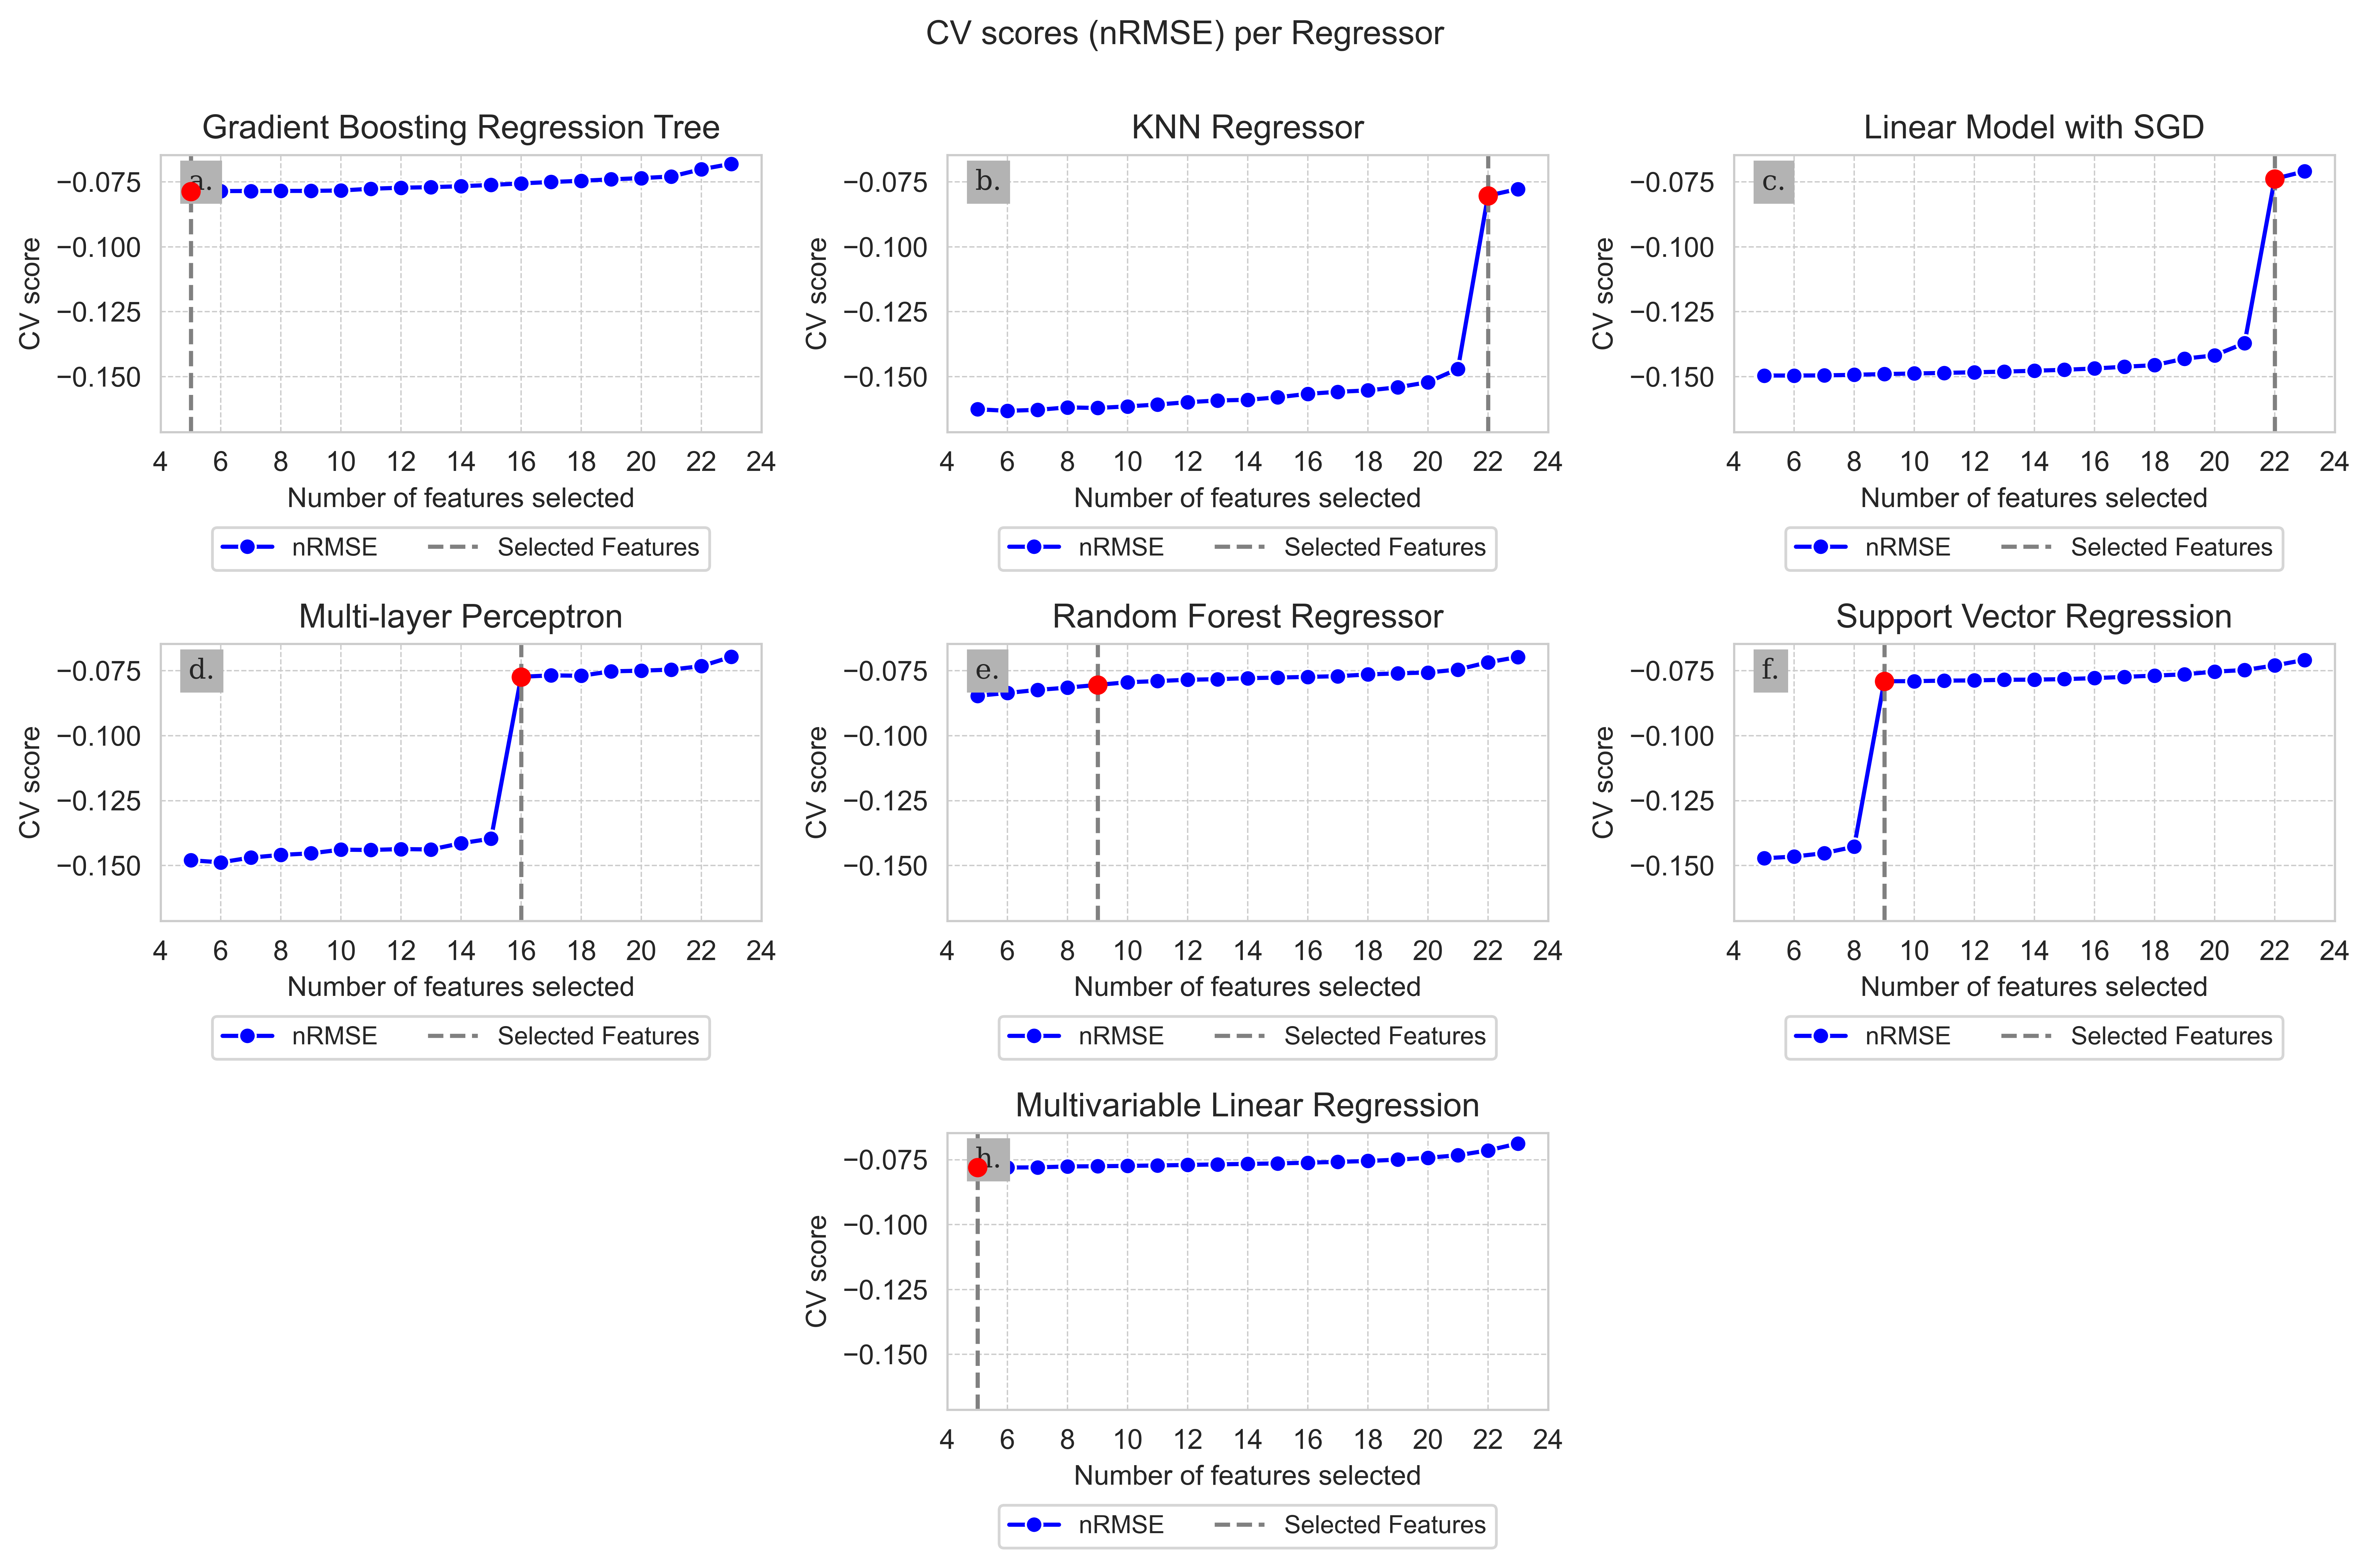 CV scores (nRMSE) per Regressor
Gradient Boosting Regression Tree
a.
−0.075
−0.100
−0.125
−0.150
CV score
4 6 8 10 12 14 16 18 20 22 24
Number of features selected
nRMSE Selected Features
KNN Regressor
b.
−0.075
−0.100
−0.125
−0.150
CV score
4 6 8 10 12 14 16 18 20 22 24
Number of features selected
nRMSE Selected Features
Linear Model with SGD
c.
−0.075
−0.100
−0.125
−0.150
CV score
4 6 8 10 12 14 16 18 20 22 24
Number of features selected
nRMSE Selected Features
Multi-layer Perceptron
d.
−0.075
−0.100
−0.125
−0.150
CV score
4 6 8 10 12 14 16 18 20 22 24
Number of features selected
nRMSE Selected Features
Random Forest Regressor
e.
−0.075
−0.100
−0.125
−0.150
CV score
4 6 8 10 12 14 16 18 20 22 24
Number of features selected
nRMSE Selected Features
Support Vector Regression
f.
−0.075
−0.100
−0.125
−0.150
CV score
4 6 8 10 12 14 16 18 20 22 24
Number of features selected
nRMSE Selected Features
Multivariable Linear Regression
h.
−0.075
−0.100
−0.125
−0.150
CV score
4 6 8 10 12 14 16 18 20 22 24
Number of features selected
nRMSE Selected Features